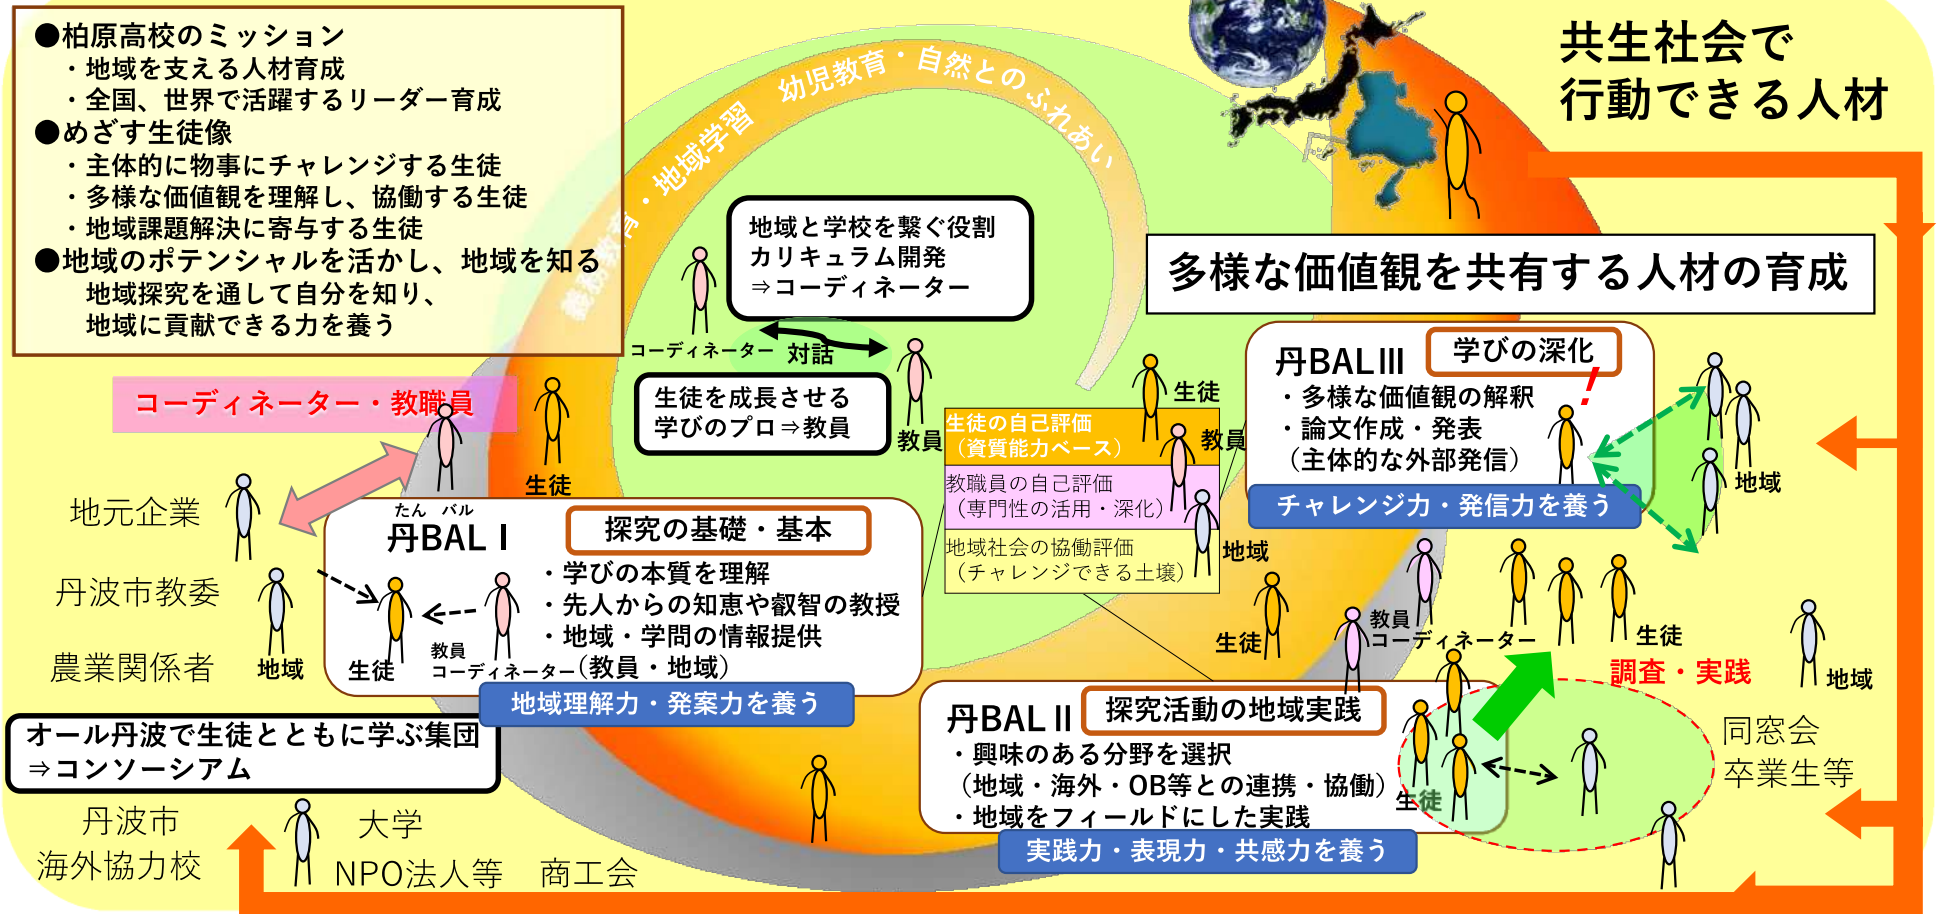 ●柏原高校のミッション
・地域を支える人材育成
・全国、世界で活躍するリーダー育成
●めざす生徒像
・主体的に物事にチャレンジする生徒
・多様な価値観を理解し、協働する生徒
・地域課題解決に寄与する生徒
●地域のポテンシャルを活かし、地域を知る
地域探究を通して自分を知り、
地域に貢献できる力を養う
義務教育・地域学習　幼児教育・自然とのふれあい
共生社会で
行動できる人材
多様な価値観を共有する人材の育成
地域と学校を繋ぐ役割
カリキュラム開発
⇒コーディネーター
コーディネーター
対話
生徒を成長させる
学びのプロ⇒教員
教員
コーディネーター・教職員
生徒
地元企業
丹波市教委
農業関係者
地域
たん　バル
丹BAL I
探究の基礎・基本
・学びの本質を理解
・先人からの知恵や叡智の教授
・地域・学問の情報提供
（教員・地域）
生徒
教員
コーディネーター
地域理解力・発案力を養う
生徒の自己評価
（資質能力ベース）
教職員の自己評価
（専門性の活用・深化）
地域社会の協働評価
（チャレンジできる土壌）
生徒
教員
地域
丹BALIII
学びの深化
！
・多様な価値観の解釈
・論文作成・発表
（主体的な外部発信）
チャレンジ力・発信力を養う
地域
生徒
教員
コーディネーター
生徒
調査・実践
地域
丹BAL II
探究活動の地域実践
・興味のある分野を選択
（地域・海外・OB等との連携・協働）
・地域をフィールドにした実践
生徒
実践力・表現力・共感力を養う
同窓会
卒業生等
オール丹波で生徒とともに学ぶ集団
⇒コンソーシアム
丹波市
海外協力校
大学
NPO法人等
商工会